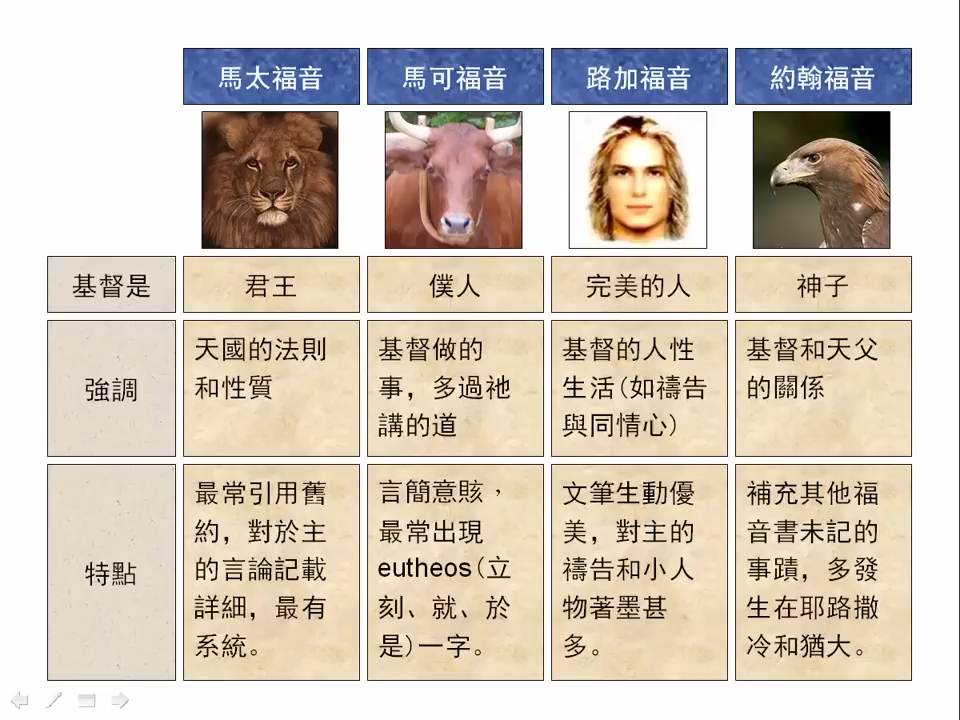 馬太福音
馬可福音
路加福音
約翰福音
基督是
君王
僕人
完美的人
神子
強調
天國的法則
和性質
基督做的
事，多過祂
講的道
基督的人性
生活(如禱告
與同情心)
基督和天父
的關係
特點
最常引用舊
約，對於主
的言論記載
詳細，最有
系統。
言簡意賅，
最常出現
eutheos(立
刻、就、於
是)一字。
文筆生動優
美，對主的
禱告和小人
物著墨甚
多。
補充其他福
音書未記的
事蹟，多發
生在耶路撒
冷和猶大。